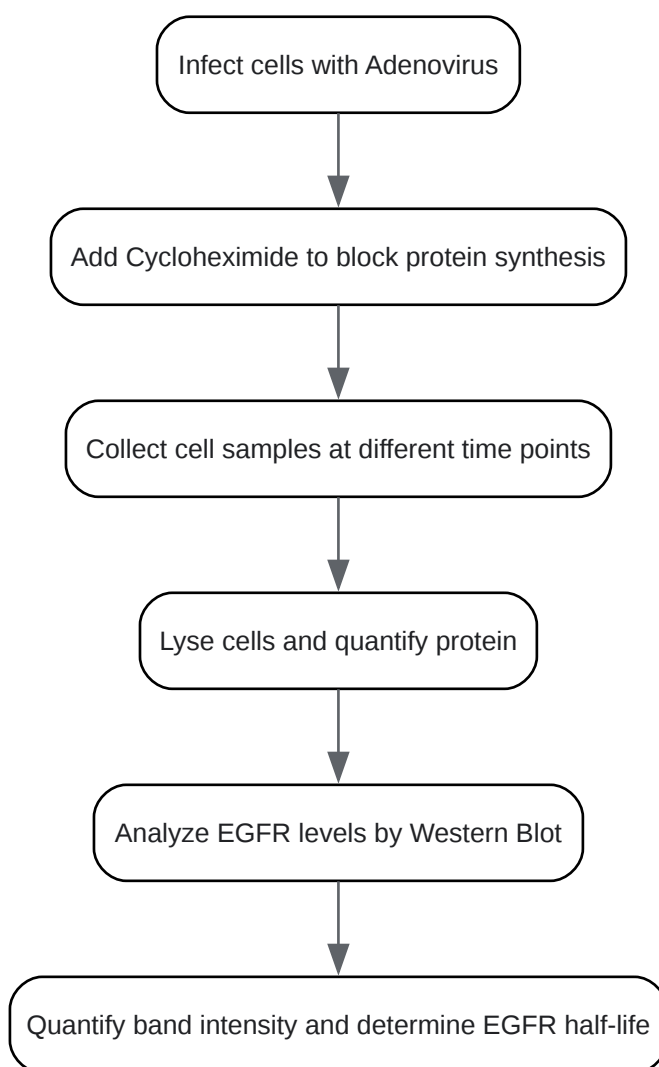 Infect cells with Adenovirus
Add Cycloheximide to block protein synthesis
Collect cell samples at different time points
Lyse cells and quantify protein
Analyze EGFR levels by Western Blot
Quantify band intensity and determine EGFR half-life